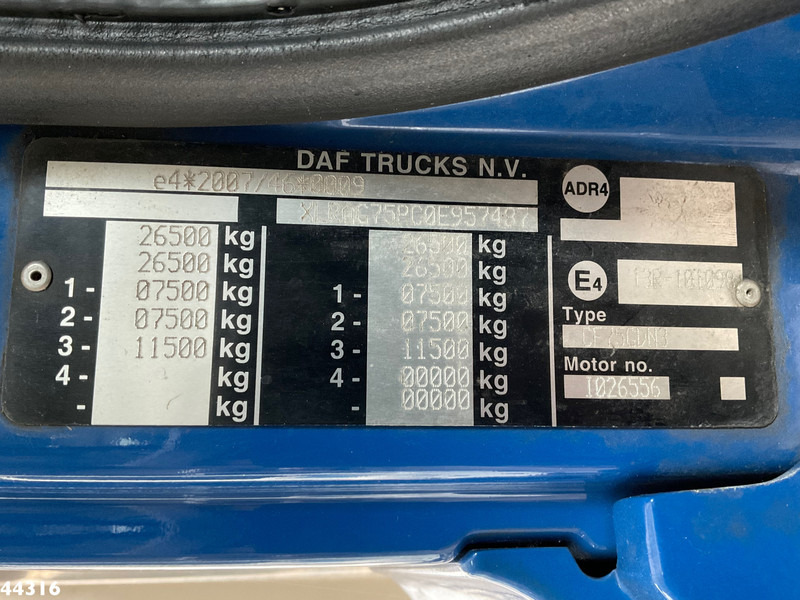 DAF TRUCKS N.V.
e4*2007/46*0009
ADR4
26500 kg 26500 kg
26500 kg 26500 kg
1 - 07500 kg 1 - 07500 kg
2 - 07500 kg 2 - 07500 kg
3 - 11500 kg 3 - 11500 kg
4 - kg 4 - 00000 kg
- kg - 00000 kg
E4
Type
Motor no.
1026556
44316